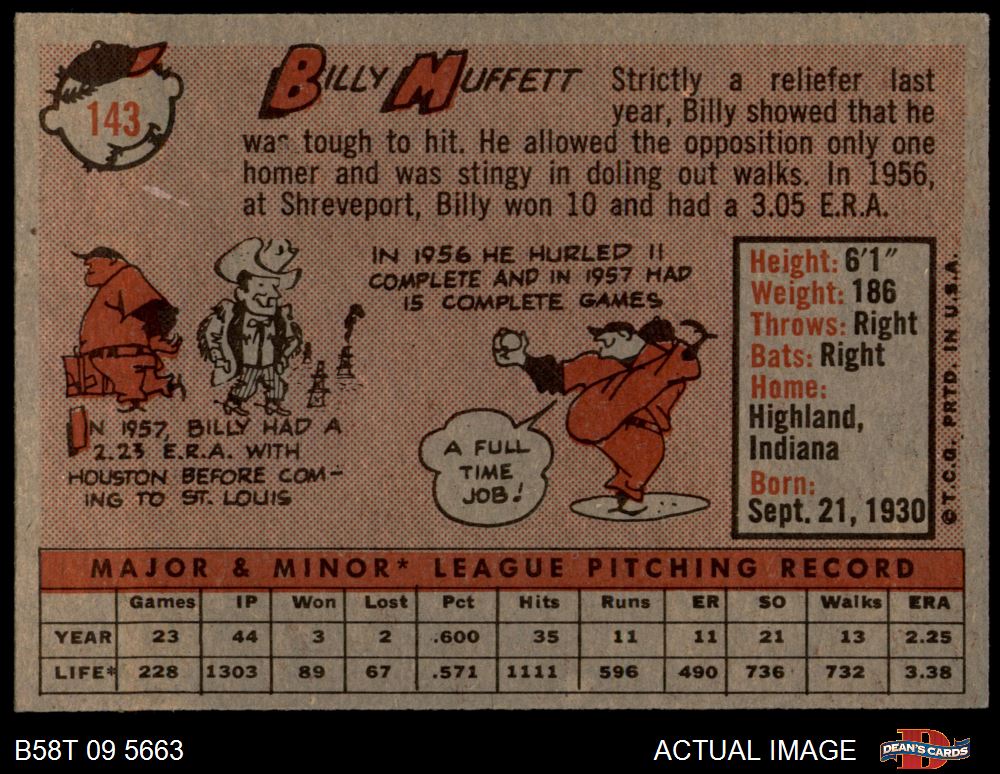 143
BILLY MUFFETT
Strictly a reliefer last
year, Billy showed that he
was tough to hit. He allowed the opposition only one
homer and was stingy in doling out walks. In 1956,
at Shreveport, Billy won 10 and had a 3.05 E.R.A.
IN 1956 HE HURLED 11
COMPLETE AND IN 1957 HAD
15 COMPLETE GAMES
IN 1957, BILLY HAD A
2.23 E.R.A. WITH
HOUSTON BEFORE COM-
ING TO ST. LOUIS
A FULL
TIME
JOB!
Height: 6'1"
Weight: 186
Throws: Right
Bats: Right
Home:
Highland,
Indiana
Born:
Sept. 21, 1930
© T.C.G. PRTD. IN U.S.A.
MAJOR & MINOR* LEAGUE PITCHING RECORD
Games IP Won Lost Pct Hits Runs ER SO Walks ERA
YEAR 23 44 3 2 .600 35 11 11 21 13 2.25
LIFE* 228 1303 89 67 .571 1111 596 490 736 732 3.38
B58T 09 5663
ACTUAL IMAGE
DEAN'S CARDS